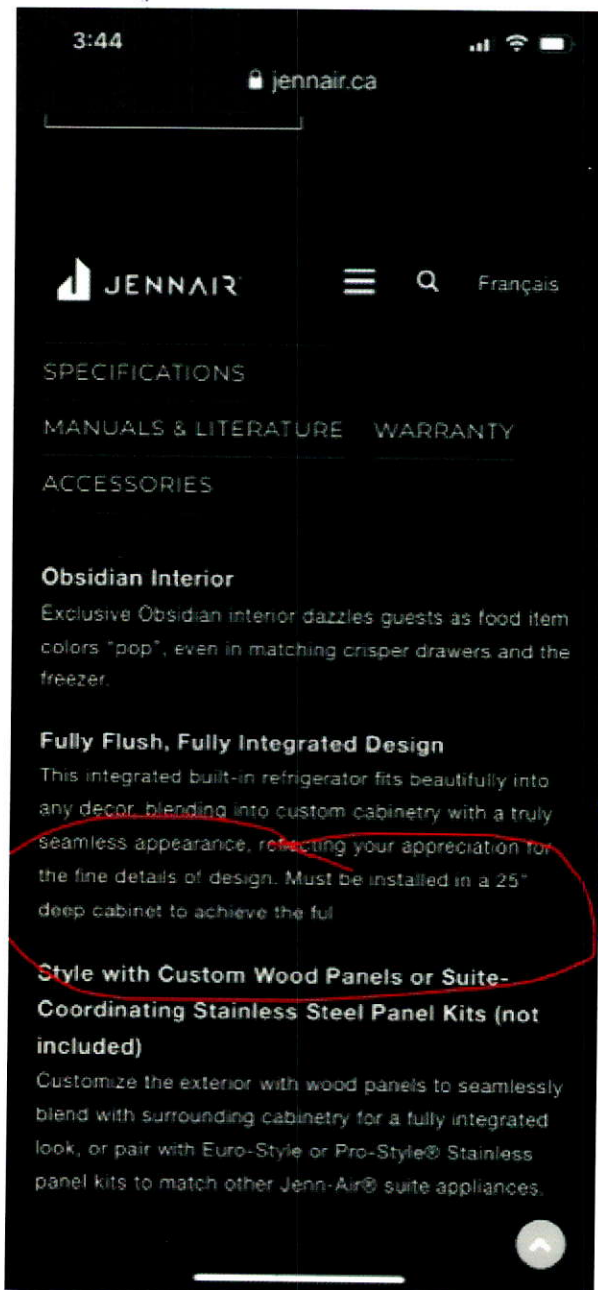 3:44
jennair.ca
JENNAIR
Français
SPECIFICATIONS
MANUALS & LITERATURE WARRANTY
ACCESSORIES
Obsidian Interior
Exclusive Obsidian interior dazzles guests as food item
colors "pop", even in matching crisper drawers and the
freezer.
Fully Flush, Fully Integrated Design
This integrated built-in refrigerator fits beautifully into
any decor, blending into custom cabinetry with a truly
seamless appearance, reflecting your appreciation for
the fine details of design. Must be installed in a 25"
deep cabinet to achieve the ful
Style with Custom Wood Panels or Suite-
Coordinating Stainless Steel Panel Kits (not
included)
Customize the exterior with wood panels to seamlessly
blend with surrounding cabinetry for a fully integrated
look, or pair with Euro-Style or Pro-Style® Stainless
panel kits to match other Jenn-Air® suite appliances.